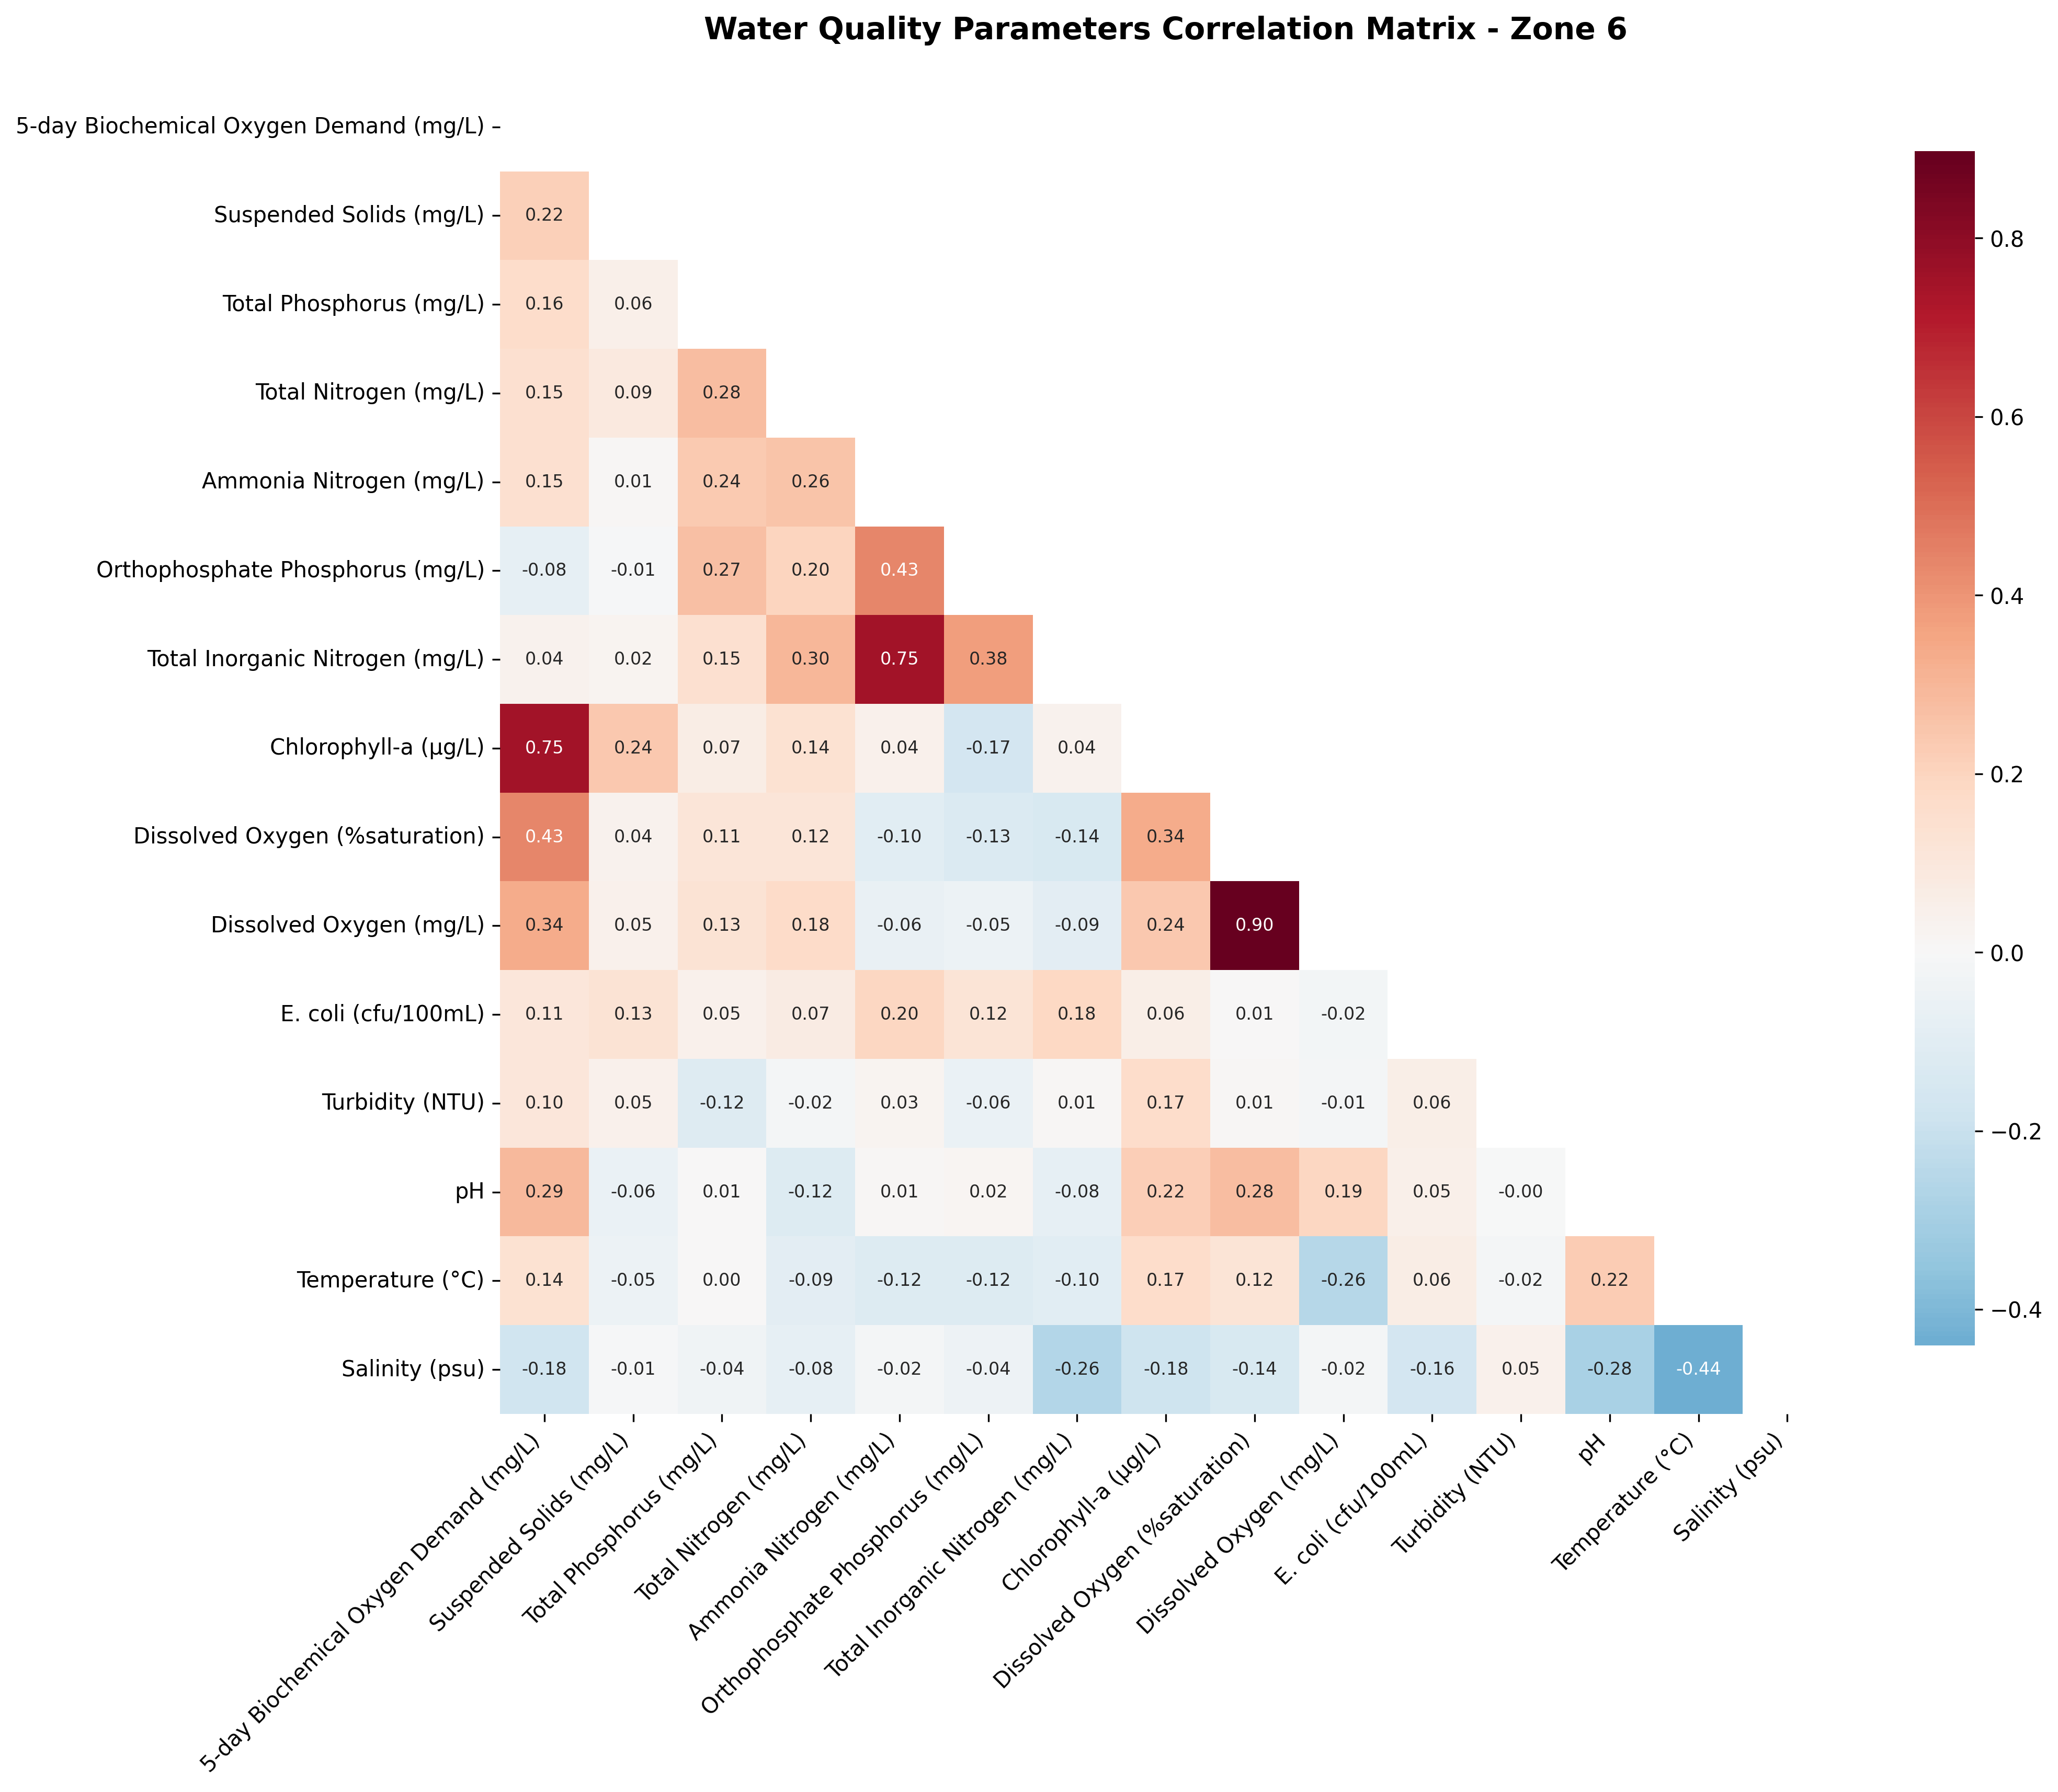 Water Quality Parameters Correlation Matrix - Zone 6
5-day Biochemical Oxygen Demand (mg/L)
Suspended Solids (mg/L) 0.22
Total Phosphorus (mg/L) 0.16 0.06
Total Nitrogen (mg/L) 0.15 0.09 0.28
Ammonia Nitrogen (mg/L) 0.15 0.01 0.24 0.26
Orthophosphate Phosphorus (mg/L) -0.08 -0.01 0.27 0.20 0.43
Total Inorganic Nitrogen (mg/L) 0.04 0.02 0.15 0.30 0.75 0.38
Chlorophyll-a (µg/L) 0.75 0.24 0.07 0.14 0.04 -0.17 0.04
Dissolved Oxygen (%saturation) 0.43 0.04 0.11 0.12 -0.10 -0.13 -0.14 0.34
Dissolved Oxygen (mg/L) 0.34 0.05 0.13 0.18 -0.06 -0.05 -0.09 0.24 0.90
E. coli (cfu/100mL) 0.11 0.13 0.05 0.07 0.20 0.12 0.18 0.06 0.01 -0.02
Turbidity (NTU) 0.10 0.05 -0.12 -0.02 0.03 -0.06 0.01 0.17 0.01 -0.01 0.06
pH 0.29 -0.06 0.01 -0.12 0.01 0.02 -0.08 0.22 0.28 0.19 0.05 -0.00
Temperature (°C) 0.14 -0.05 0.00 -0.09 -0.12 -0.12 -0.10 0.17 0.12 -0.26 0.06 -0.02 0.22
Salinity (psu) -0.18 -0.01 -0.04 -0.08 -0.02 -0.04 -0.26 -0.18 -0.14 -0.02 -0.16 0.05 -0.28 -0.44
5-day Biochemical Oxygen Demand (mg/L)
Suspended Solids (mg/L)
Total Phosphorus (mg/L)
Total Nitrogen (mg/L)
Ammonia Nitrogen (mg/L)
Orthophosphate Phosphorus (mg/L)
Total Inorganic Nitrogen (mg/L)
Chlorophyll-a (µg/L)
Dissolved Oxygen (%saturation)
Dissolved Oxygen (mg/L)
E. coli (cfu/100mL)
Turbidity (NTU)
pH
Temperature (°C)
Salinity (psu)
0.8
0.6
0.4
0.2
0.0
−0.2
−0.4